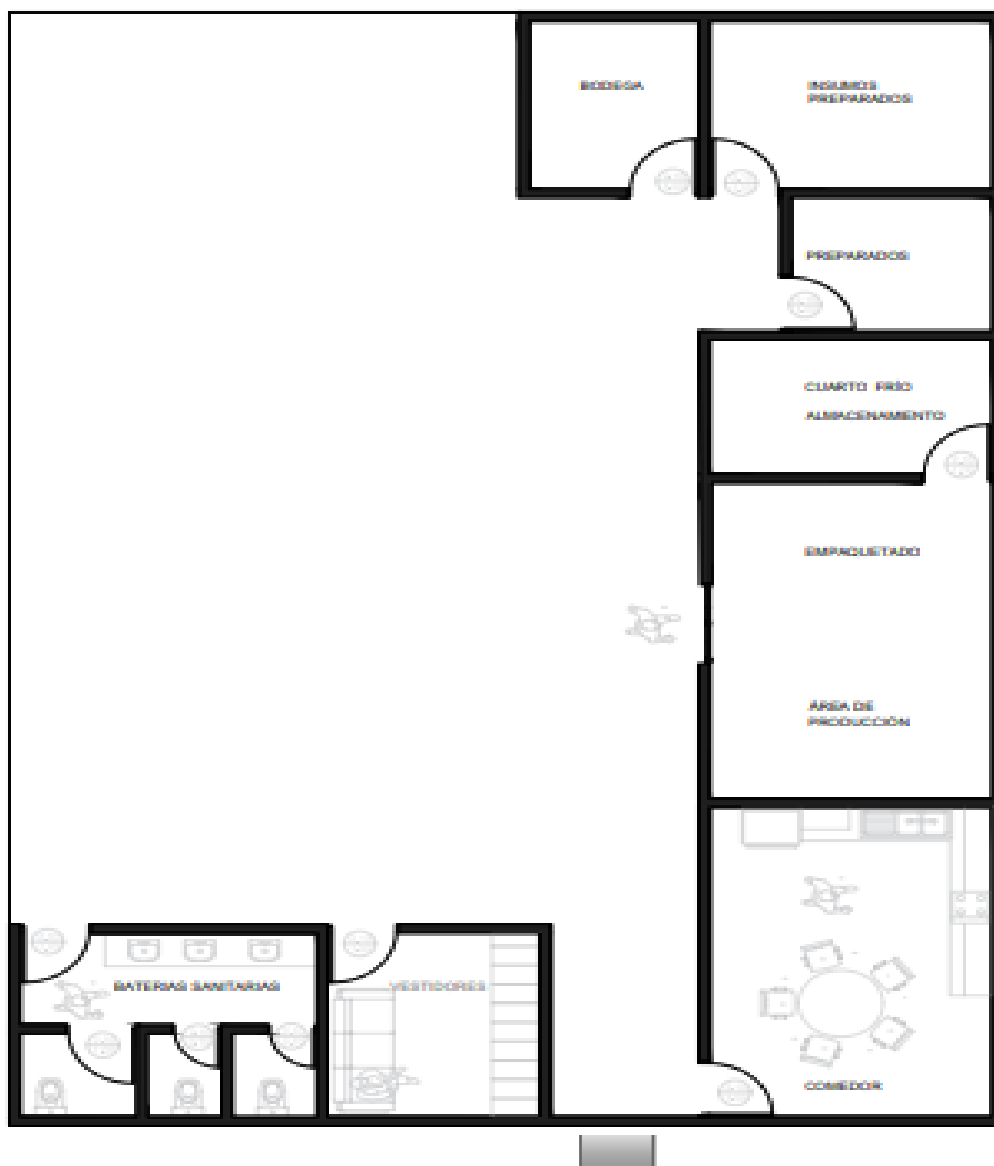 BODEGA
INSUMOS
PREPARADOS
PREPARADOS
CUARTO FRÍO
ALMACENAMIENTO
EMPAQUETADO
ÁREA DE
PRODUCCIÓN
BATERIAS SANITARIAS
VESTIDORES
COMEDOR